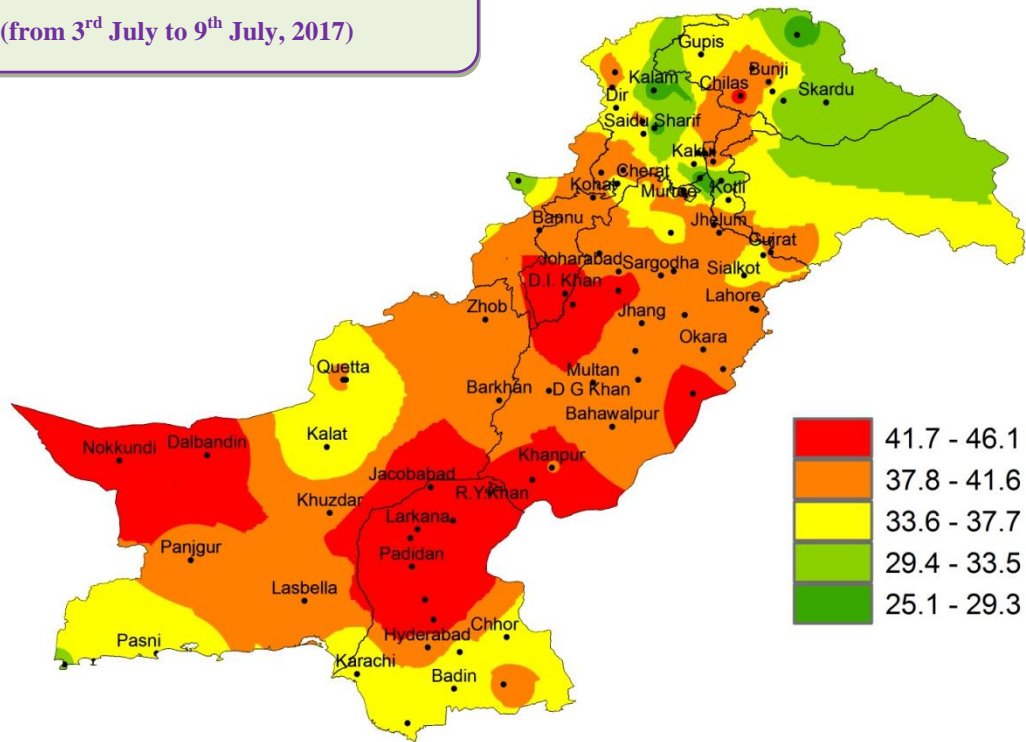 (from 3rd July to 9th July, 2017)
Gupis
Bunji
Kalam
Chilas
Skardu
Dir
Saidu Sharif
Kakul
Cherat
Kohat
Murree
Kotli
Bannu
Jhelum
Gujrat
Joharabad
Sargodha
Sialkot
D.I. Khan
Lahore
Zhob
Jhang
Okara
Quetta
Multan
Barkhan
D G Khan
Bahawalpur
Kalat
Nokkundi
Dalbandin
Khanpur
Jacobabad
R.Y.Khan
Khuzdar
Larkana
Panjgur
Padidan
Lasbella
Chhor
Hyderabad
Pasni
Karachi
Badin
41.7 - 46.1
37.8 - 41.6
33.6 - 37.7
29.4 - 33.5
25.1 - 29.3